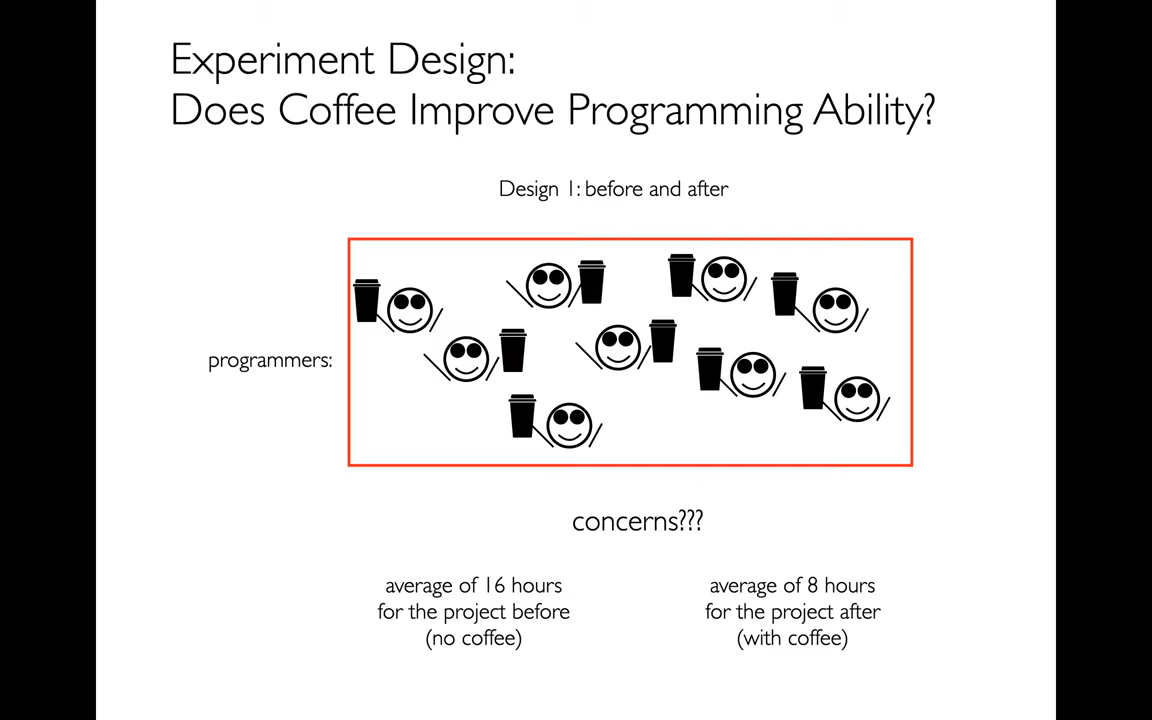 Experiment Design:
Does Coffee Improve Programming Ability?
Design 1: before and after
programmers:
concerns???
average of 16 hours
for the project before
(no coffee)
average of 8 hours
for the project after
(with coffee)